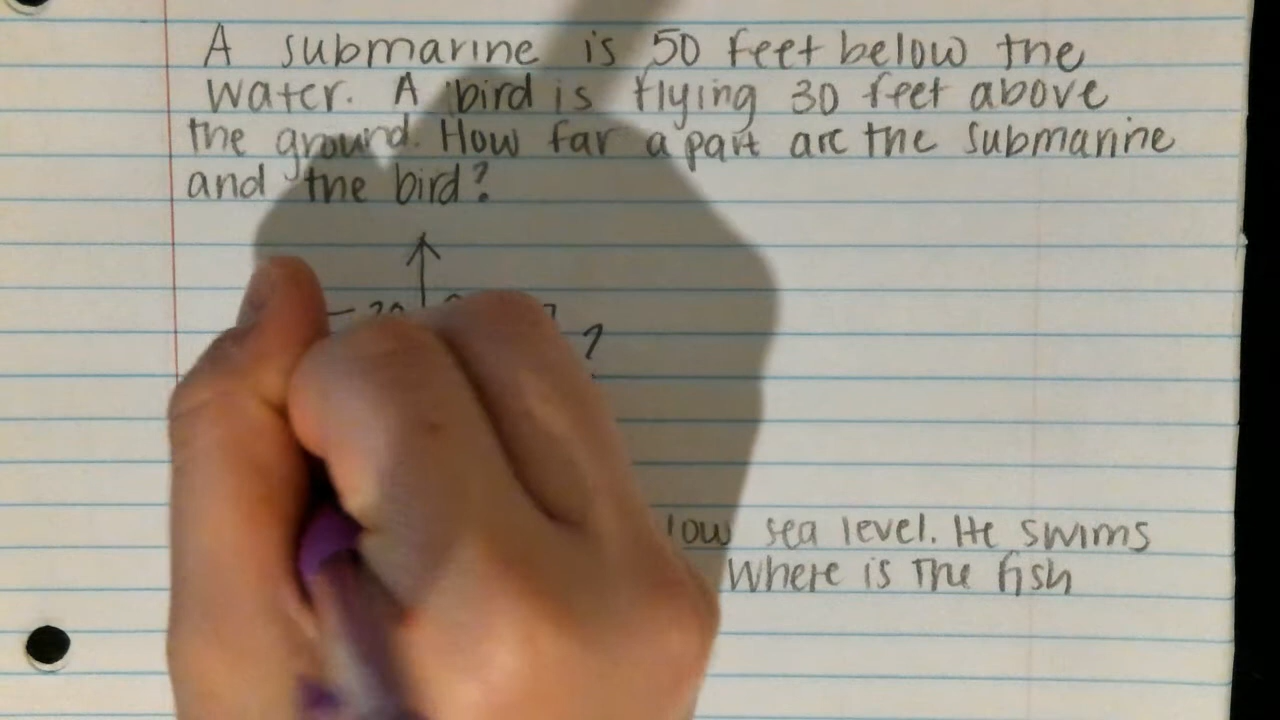 A submarine is 50 feet below the
water. A bird is flying 30 feet above
the ground. How far apart are the submarine
and the bird?
?
low sea level. He swims
Where is the fish